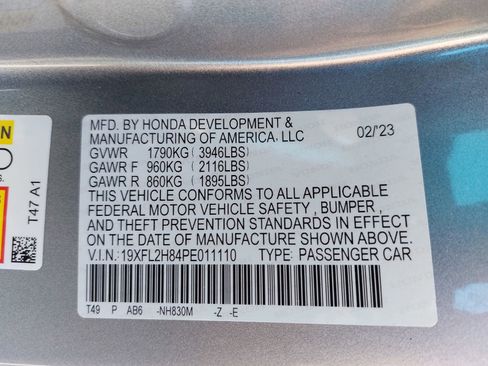 MFD. BY HONDA DEVELOPMENT &
MANUFACTURING OF AMERICA, LLC 02/'23
GVWR 1790KG (3946LBS)
GAWR F 960KG (2116LBS)
GAWR R 860KG (1895LBS)
THIS VEHICLE CONFORMS TO ALL APPLICABLE
FEDERAL MOTOR VEHICLE SAFETY , BUMPER ,
AND THEFT PREVENTION STANDARDS IN EFFECT
ON THE DATE OF MANUFACTURE SHOWN ABOVE.
V.I.N.: 19XFL2H84PE011110 TYPE: PASSENGER CAR
T49 P AB6 -NH830M -Z -E
T47 A1